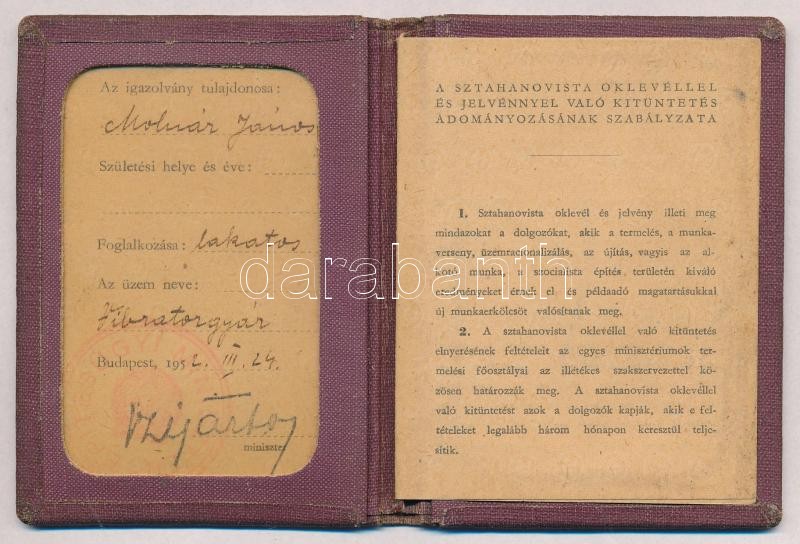 Az igazolvány tulajdonosa:
Molnár János
Születési helye és éve:
Foglalkozása: lakatos
Az üzem neve:
Vibratorgyár
Budapest, 1952. III. 24.
miniszter
A SZTAHANOVISTA OKLEVÉLLEL
ÉS JELVÉNNYEL VALÓ KITÜNTETÉS
ADOMÁNYOZÁSÁNAK SZABÁLYZATA
1. Sztahanovista oklevél és jelvény illeti meg
mindazokat a dolgozókat, akik a termelés, a munka-
verseny, üzemracionalizálás, az újítás, vagyis az al-
kotó munka, a szocialista építés területén kiváló
eredményeket értek el és példaadó magatartásukkal
új munkaerkölcsöt valósítanak meg.
2. A sztahanovista oklevéllel való kitüntetés
elnyerésének feltételeit az egyes minisztériumok ter-
melési főosztályai az illetékes szakszervezettel kö-
zösen határozzák meg. A sztahanovista oklevéllel
való kitüntetést azok a dolgozók kapják, akik e fel-
tételeket legalább három hónapon keresztül telje-
sítik.
darabanth